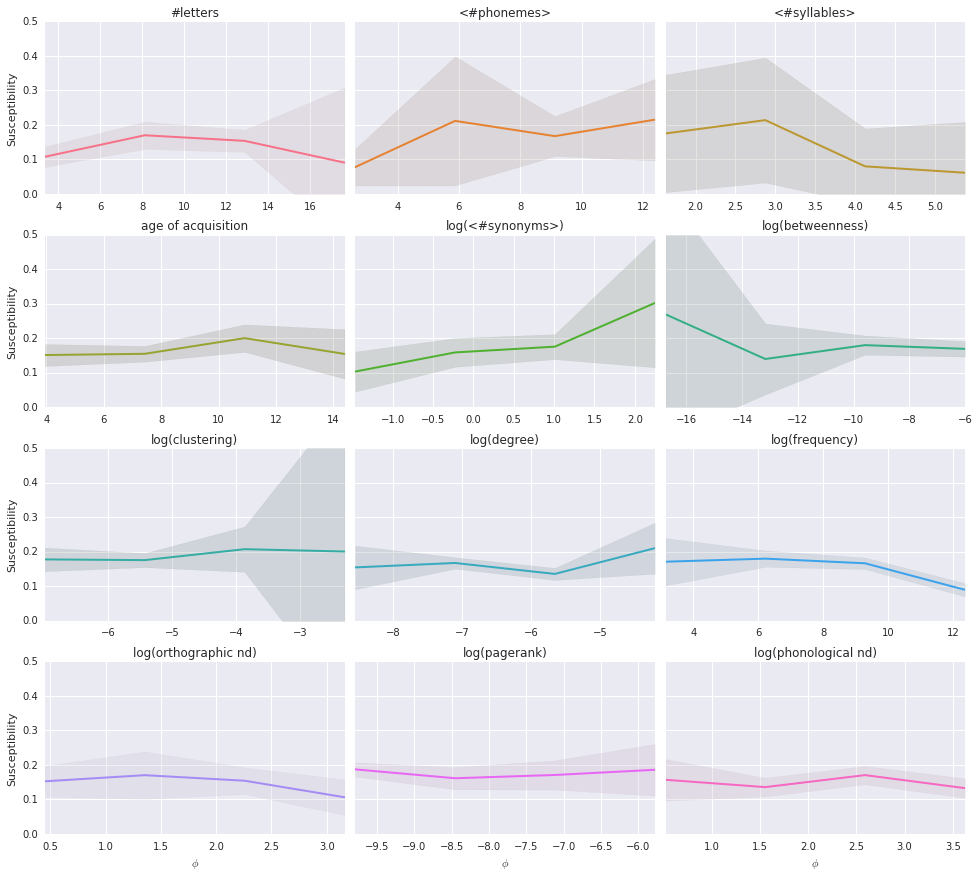 #letters
<#phonemes>
<#syllables>
Susceptibility
0.5
0.4
0.3
0.2
0.1
0.0
4 6 8 10 12 14 16
4 6 8 10 12
2.0 2.5 3.0 3.5 4.0 4.5 5.0
age of acquisition
log(<#synonyms>)
log(betweenness)
Susceptibility
0.5
0.4
0.3
0.2
0.1
0.0
4 6 8 10 12 14
−1.0 −0.5 0.0 0.5 1.0 1.5 2.0
−16 −14 −12 −10 −8 −6
log(clustering)
log(degree)
log(frequency)
Susceptibility
0.5
0.4
0.3
0.2
0.1
0.0
−6 −5 −4 −3
−8 −7 −6 −5
4 6 8 10 12
log(orthographic nd)
log(pagerank)
log(phonological nd)
Susceptibility
0.5
0.4
0.3
0.2
0.1
0.0
0.5 1.0 1.5 2.0 2.5 3.0
−9.5 −9.0 −8.5 −8.0 −7.5 −7.0 −6.5 −6.0
1.0 1.5 2.0 2.5 3.0 3.5
ϕ
ϕ
ϕ